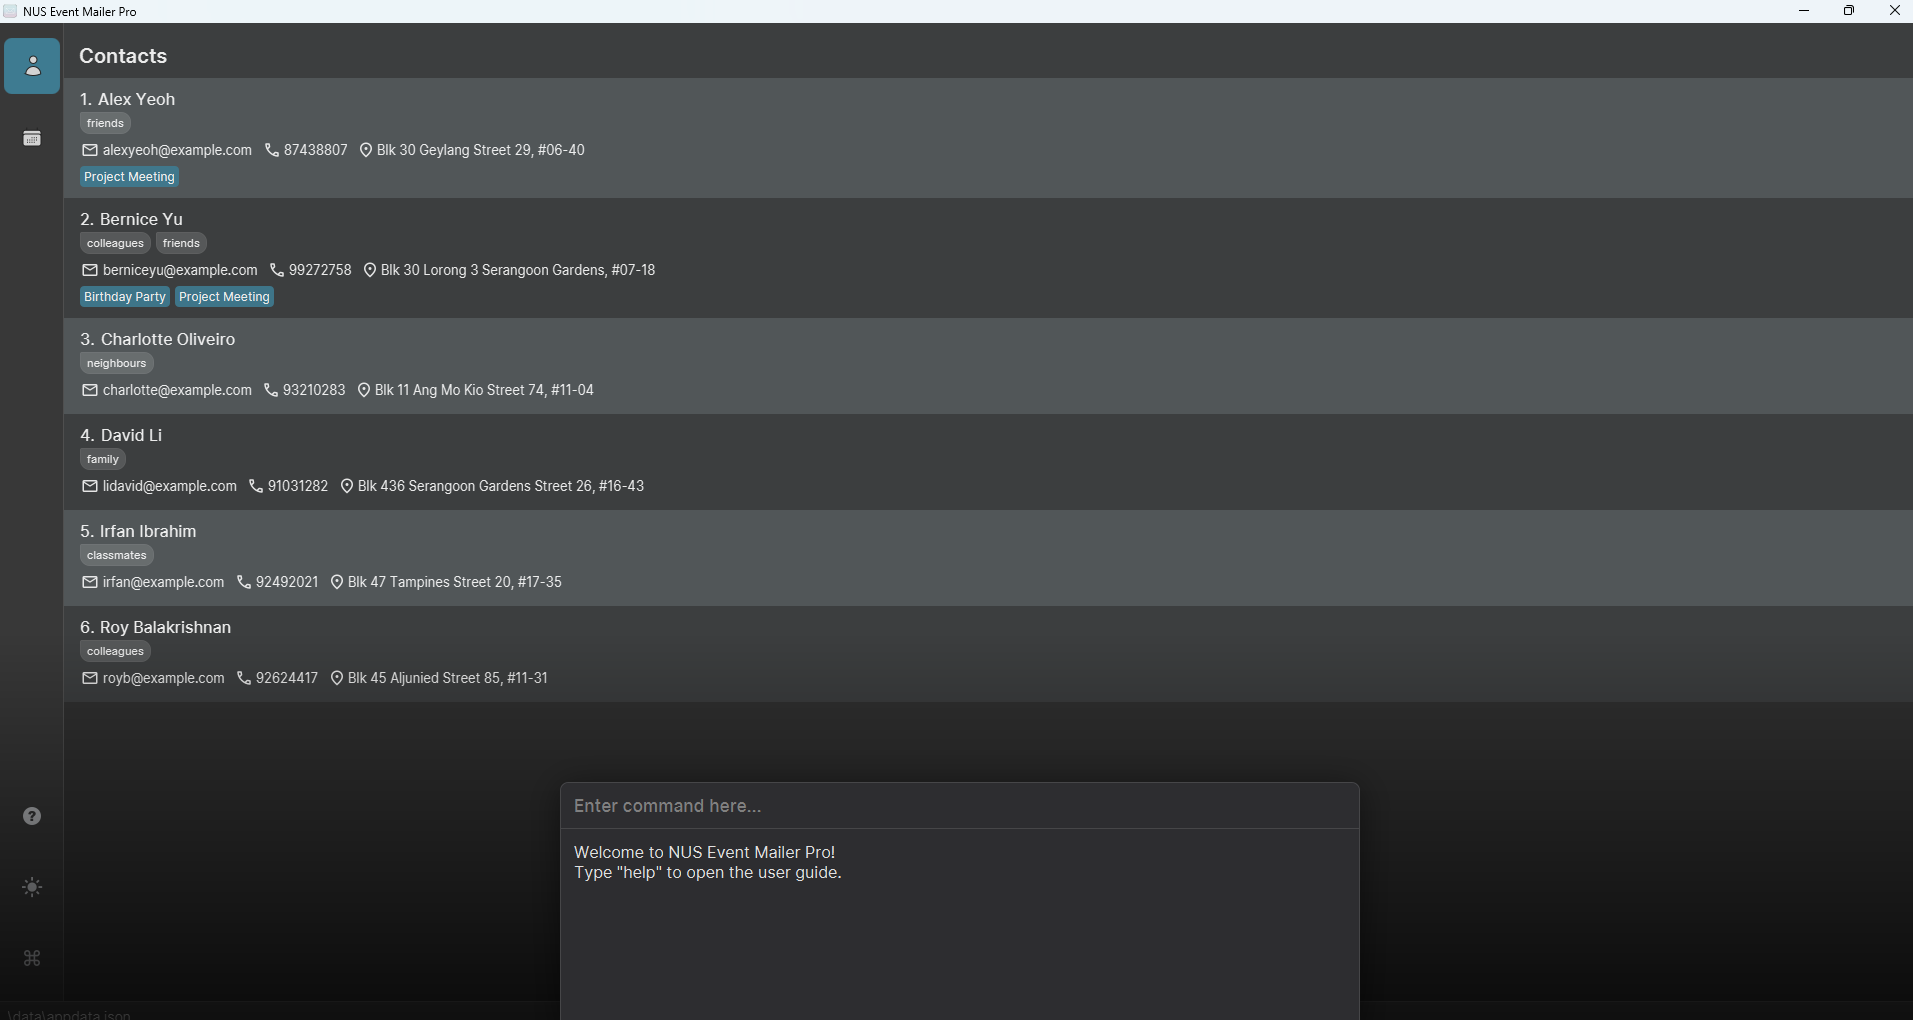 NUS Event Mailer Pro
Contacts
1. Alex Yeoh
friends
alexyeoh@example.com 87438807 Blk 30 Geylang Street 29, #06-40
Project Meeting
2. Bernice Yu
colleagues friends
berniceyu@example.com 99272758 Blk 30 Lorong 3 Serangoon Gardens, #07-18
Birthday Party Project Meeting
3. Charlotte Oliveiro
neighbours
charlotte@example.com 93210283 Blk 11 Ang Mo Kio Street 74, #11-04
4. David Li
family
lidavid@example.com 91031282 Blk 436 Serangoon Gardens Street 26, #16-43
5. Irfan Ibrahim
classmates
irfan@example.com 92492021 Blk 47 Tampines Street 20, #17-35
6. Roy Balakrishnan
colleagues
royb@example.com 92624417 Blk 45 Aljunied Street 85, #11-31
Enter command here...
Welcome to NUS Event Mailer Pro!
Type "help" to open the user guide.
\data\appdata.json